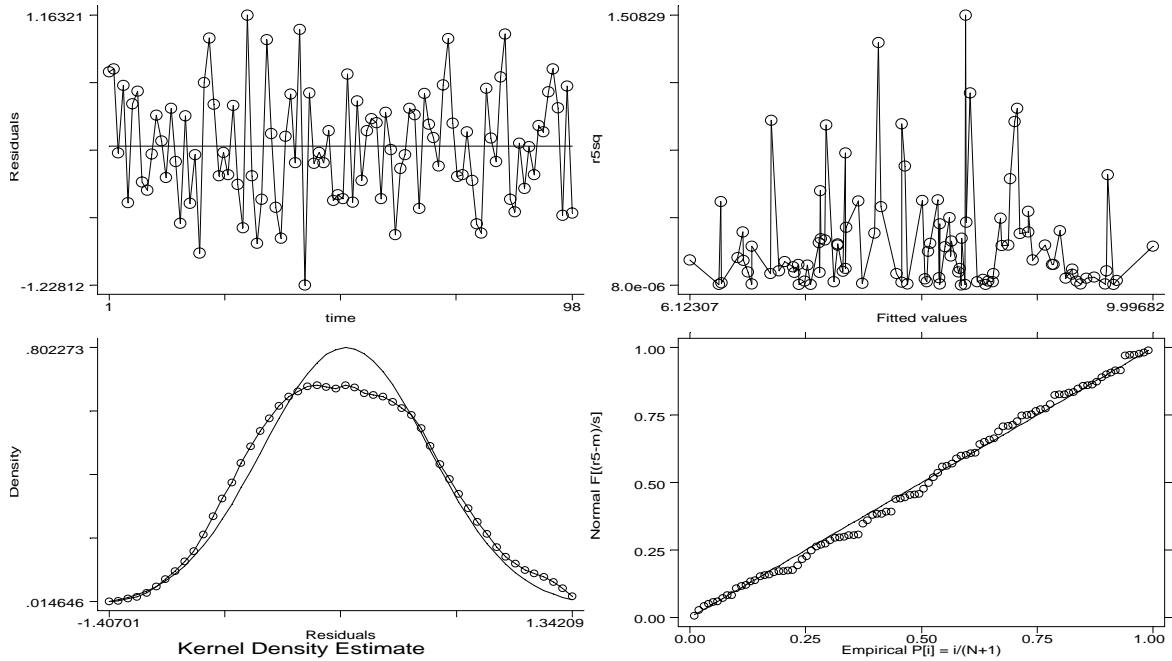 1.16321
Residuals
-1.22812
1
98
time
1.50829
r5sq
8.0e-06
6.12307
9.99682
Fitted values
.802273
Density
.014646
-1.40701
1.34209
Residuals
Kernel Density Estimate
1.00
0.75
Normal F[(r5-m)/s]
0.50
0.25
0.00
0.00
0.25
0.50
0.75
1.00
Empirical P[i] = i/(N+1)